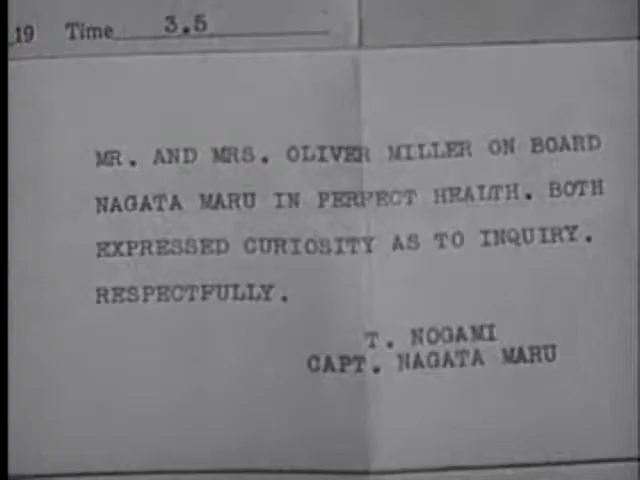 19 Time 3.5
MR. AND MRS. OLIVER MILLER ON BOARD
NAGATA MARU IN PERFECT HEALTH. BOTH
EXPRESSED CURIOSITY AS TO INQUIRY.
RESPECTFULLY.
T. NOGAMI
CAPT. NAGATA MARU